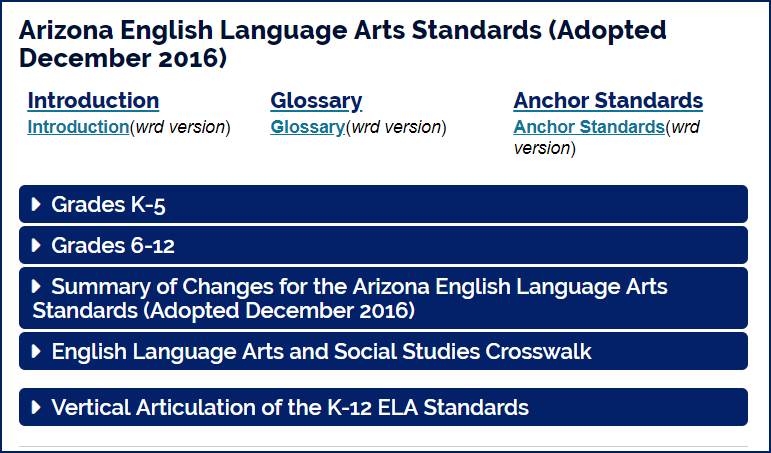 Arizona English Language Arts Standards (Adopted
December 2016)
Introduction
Introduction(wrd version)
Glossary
Glossary(wrd version)
Anchor Standards
Anchor Standards(wrd
version)
Grades K-5
Grades 6-12
Summary of Changes for the Arizona English Language Arts
Standards (Adopted December 2016)
English Language Arts and Social Studies Crosswalk
Vertical Articulation of the K-12 ELA Standards